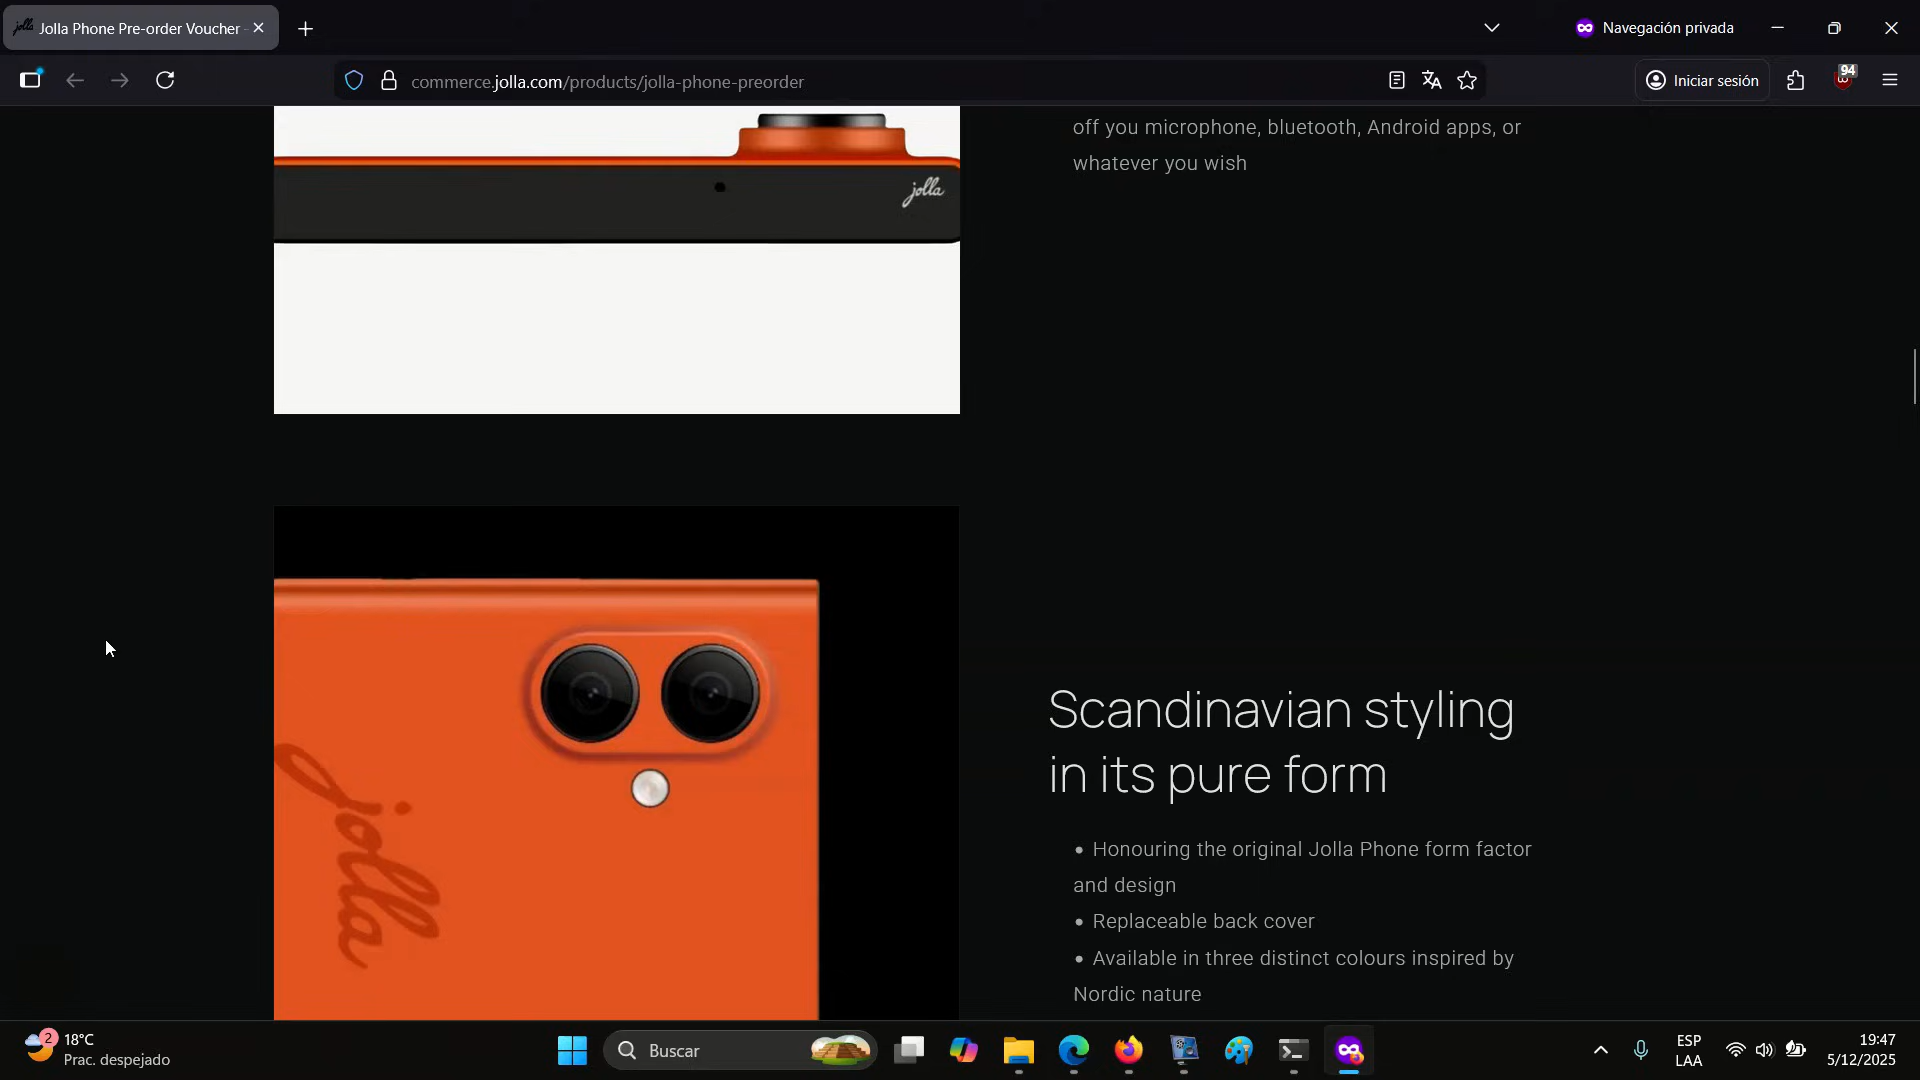 jolla
Jolla Phone Pre-order Voucher -
Navegación privada
commerce.jolla.com/products/jolla-phone-preorder
Iniciar sesión
94
off you microphone, bluetooth, Android apps, or
whatever you wish
jolla
Scandinavian styling
in its pure form
• Honouring the original Jolla Phone form factor
and design
• Replaceable back cover
• Available in three distinct colours inspired by
Nordic nature
jolla
2
18°C
Prac. despejado
Buscar
ESP
LAA
19:47
5/12/2025